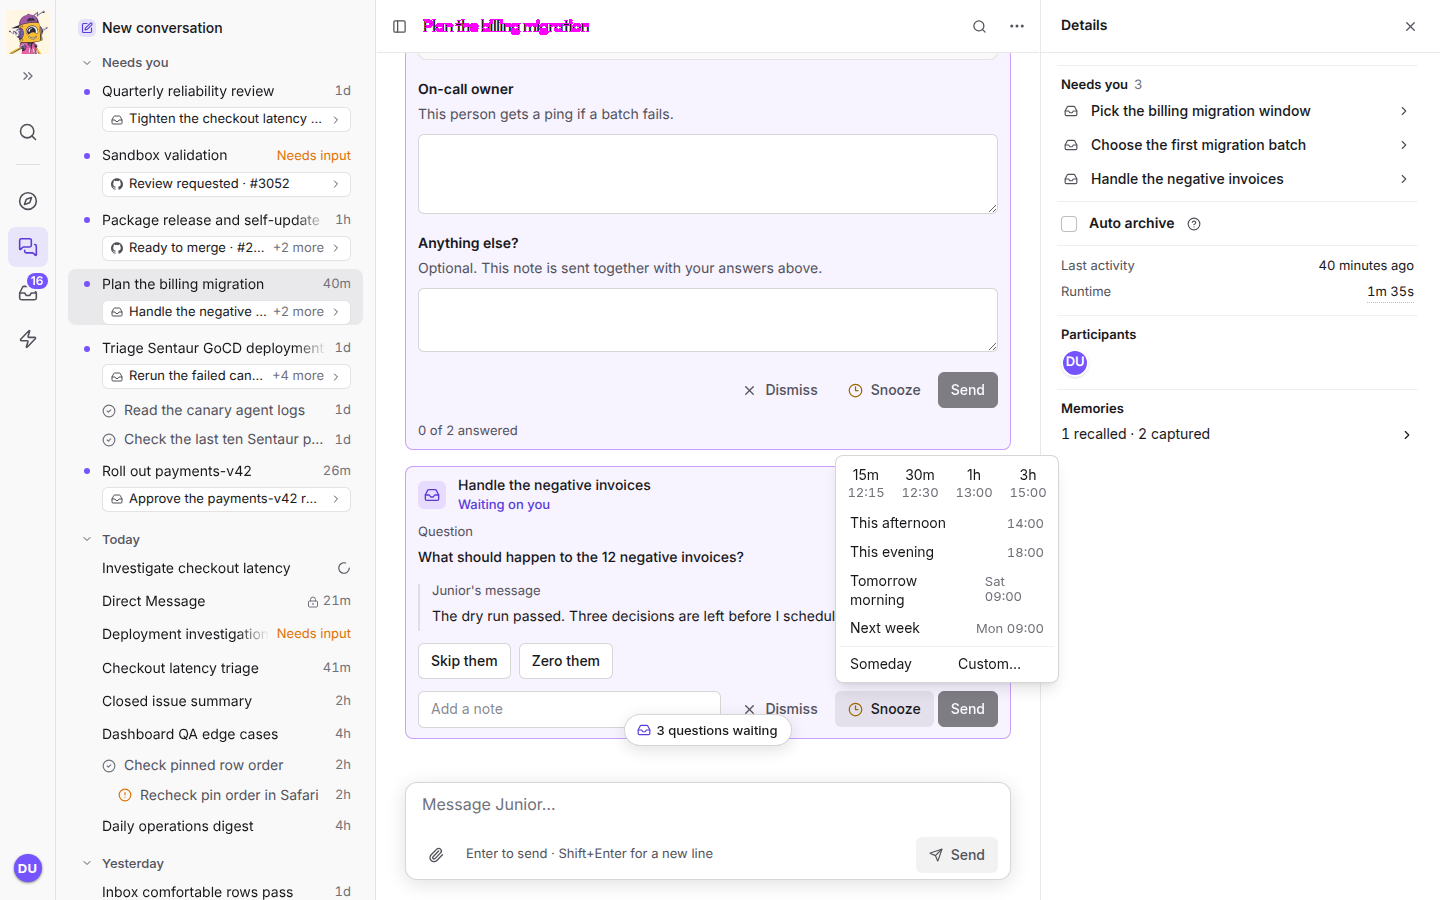 New conversation
Needs you
Quarterly reliability review 1d
Tighten the checkout latency ...
Sandbox validation Needs input
Review requested · #3052
Package release and self-update 1h
Ready to merge · #2... +2 more
Plan the billing migration 40m
Handle the negative ... +2 more
Triage Sentaur GoCD deployment 1d
Rerun the failed can... +4 more
Read the canary agent logs 1d
Check the last ten Sentaur p... 1d
Roll out payments-v42 26m
Approve the payments-v42 r...
Today
Investigate checkout latency
Direct Message 21m
Deployment investigation Needs input
Checkout latency triage 41m
Closed issue summary 2h
Dashboard QA edge cases 4h
Check pinned row order 2h
Recheck pin order in Safari 2h
Daily operations digest 4h
Yesterday
Inbox comfortable rows pass 1d
16
DU
Plan the billing migration
On-call owner
This person gets a ping if a batch fails.
Anything else?
Optional. This note is sent together with your answers above.
Dismiss Snooze Send
0 of 2 answered
Handle the negative invoices
Waiting on you
Question
What should happen to the 12 negative invoices?
Junior's message
The dry run passed. Three decisions are left before I schedul
Skip them Zero them
Add a note Dismiss Snooze Send
3 questions waiting
15m 30m 1h 3h
12:15 12:30 13:00 15:00
This afternoon 14:00
This evening 18:00
Tomorrow morning Sat 09:00
Next week Mon 09:00
Someday Custom...
Message Junior...
Enter to send · Shift+Enter for a new line Send
Details
Needs you 3
Pick the billing migration window
Choose the first migration batch
Handle the negative invoices
Auto archive
Last activity 40 minutes ago
Runtime 1m 35s
Participants
DU
Memories
1 recalled · 2 captured